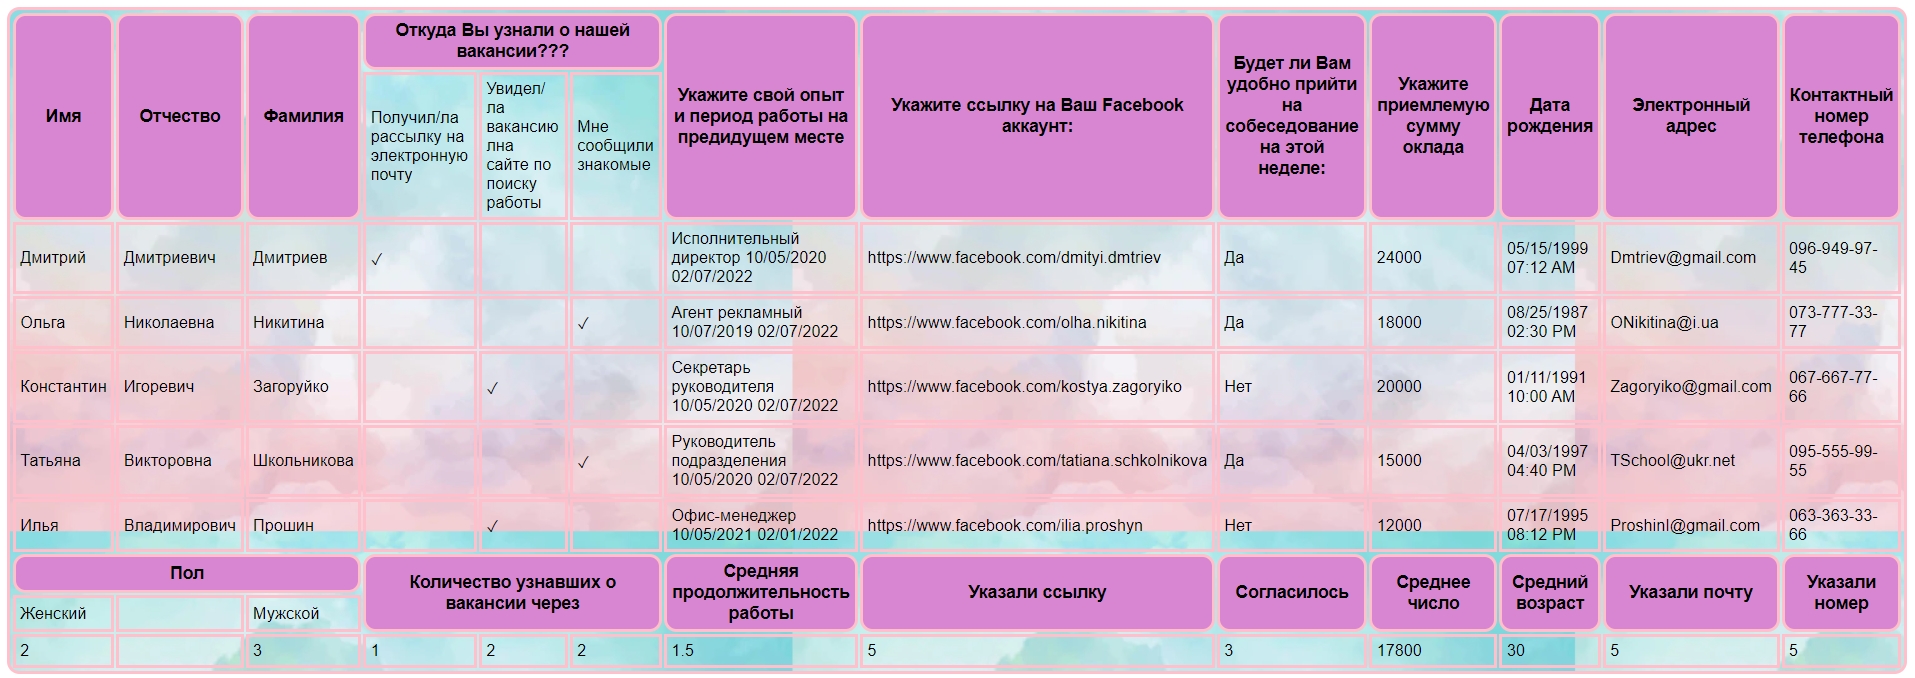 Имя
Отчество
Фамилия
Откуда Вы узнали о нашей
вакансии???
Получил/ла
рассылку на
электронную
почту
Увидел/
ла
вакансию
лна
сайте по
поиску
работы
Мне
сообщили
знакомые
Укажите свой опыт
и период работы на
предидущем месте
Укажите ссылку на Ваш Facebook
аккаунт:
Будет ли Вам
удобно прийти
на
собеседование
на этой
неделе:
Укажите
приемлемую
сумму
оклада
Дата
рождения
Электронный
адрес
Контактный
номер
телефона
Дмитрий
Дмитриевич
Дмитриев
✓
Исполнительный
директор 10/05/2020
02/07/2022
https://www.facebook.com/dmityi.dmtriev
Да
24000
05/15/1999
07:12 AM
Dmtriev@gmail.com
096-949-97-
45
Ольга
Николаевна
Никитина
✓
Агент рекламный
10/07/2019 02/07/2022
https://www.facebook.com/olha.nikitina
Да
18000
08/25/1987
02:30 PM
ONikitina@i.ua
073-777-33-
77
Константин
Игоревич
Загоруйко
✓
Секретарь
руководителя
10/05/2020 02/07/2022
https://www.facebook.com/kostya.zagoryiko
Нет
20000
01/11/1991
10:00 AM
Zagoryiko@gmail.com
067-667-77-
66
Татьяна
Викторовна
Школьникова
✓
Руководитель
подразделения
10/05/2020 02/07/2022
https://www.facebook.com/tatiana.schkolnikova
Да
15000
04/03/1997
04:40 PM
TSchool@ukr.net
095-555-99-
55
Илья
Владимирович
Прошин
✓
Офис-менеджер
10/05/2021 02/01/2022
https://www.facebook.com/ilia.proshyn
Нет
12000
07/17/1995
08:12 PM
ProshinI@gmail.com
063-363-33-
66
Пол
Женский
Мужской
Количество узнавших о
вакансии через
Средняя
продолжительность
работы
Указали ссылку
Согласилось
Среднее
число
Средний
возраст
Указали почту
Указали
номер
2
3
1
2
2
1.5
5
3
17800
30
5
5